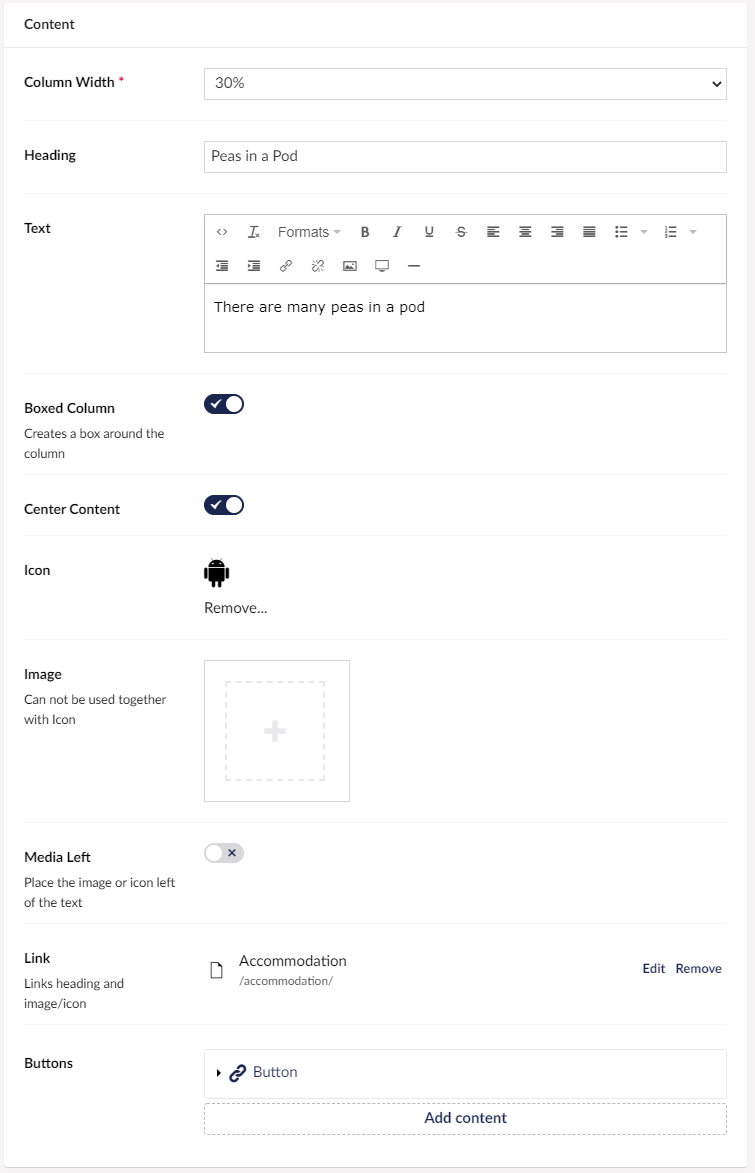 Content
Column Width *
30%
Heading
Peas in a Pod
Text
Formats
B I U S
There are many peas in a pod
Boxed Column
Creates a box around the
column
Center Content
Icon
Remove...
Image
Can not be used together
with Icon
Media Left
Place the image or icon left
of the text
Link
Links heading and
image/icon
Accommodation
/accommodation/
Edit Remove
Buttons
Button
Add content